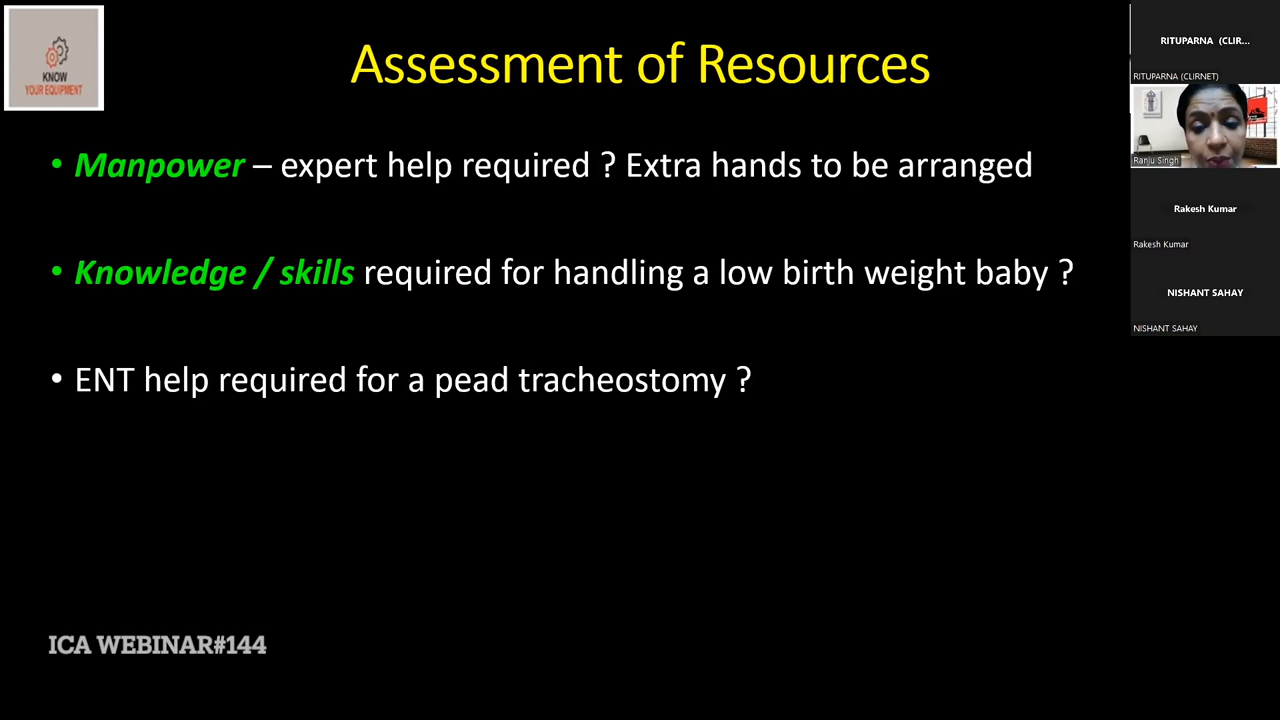 KNOW
YOUR EQUIPMENT
Assessment of Resources
• Manpower – expert help required ? Extra hands to be arranged
• Knowledge / skills required for handling a low birth weight baby ?
• ENT help required for a pead tracheostomy ?
ICA WEBINAR#144
RITUPARNA (CLIR...
RITUPARNA (CLIRNET)
Ranju Singh
Rakesh Kumar
Rakesh Kumar
NISHANT SAHAY
NISHANT SAHAY